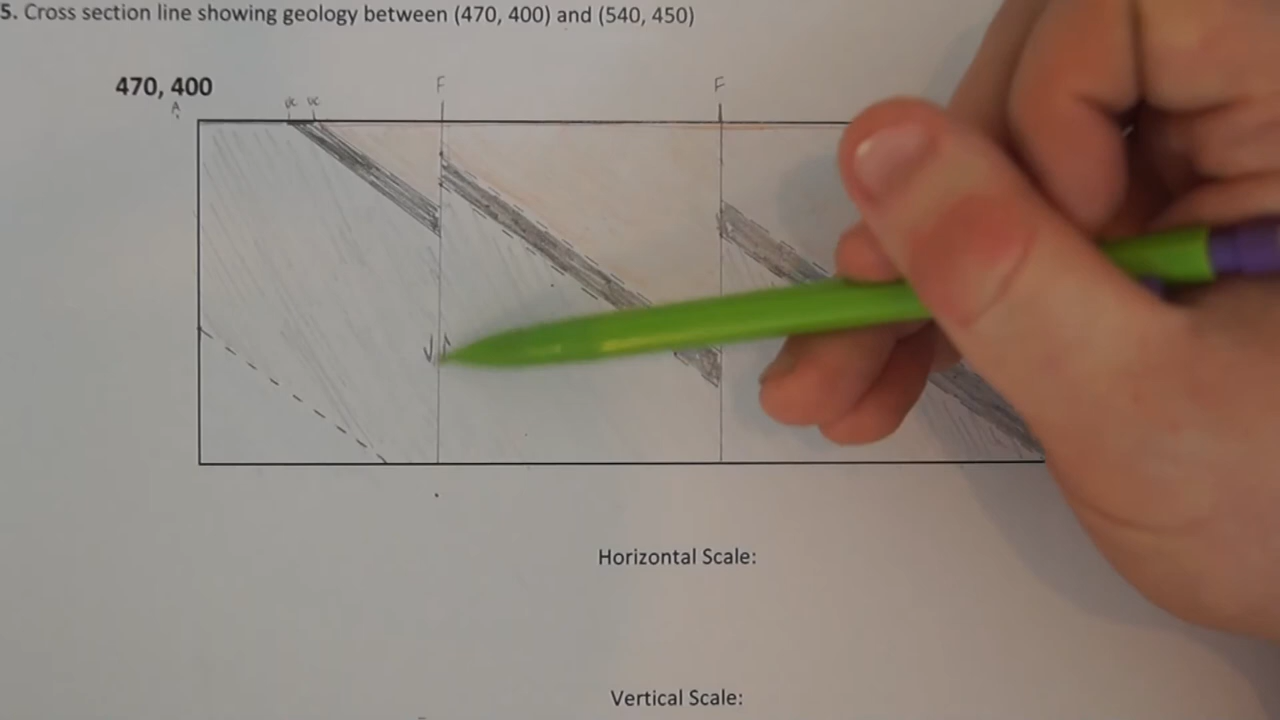 5. Cross section line showing geology between (470, 400) and (540, 450)
470, 400
A
F
F
Horizontal Scale:
Vertical Scale: